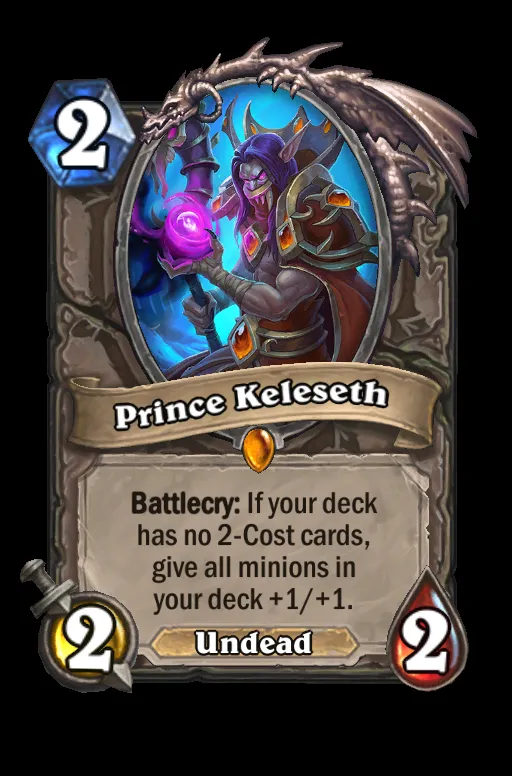 2
Prince Keleseth
Battlecry: If your deck
has no 2-Cost cards,
give all minions in
your deck +1/+1.
2
Undead
2